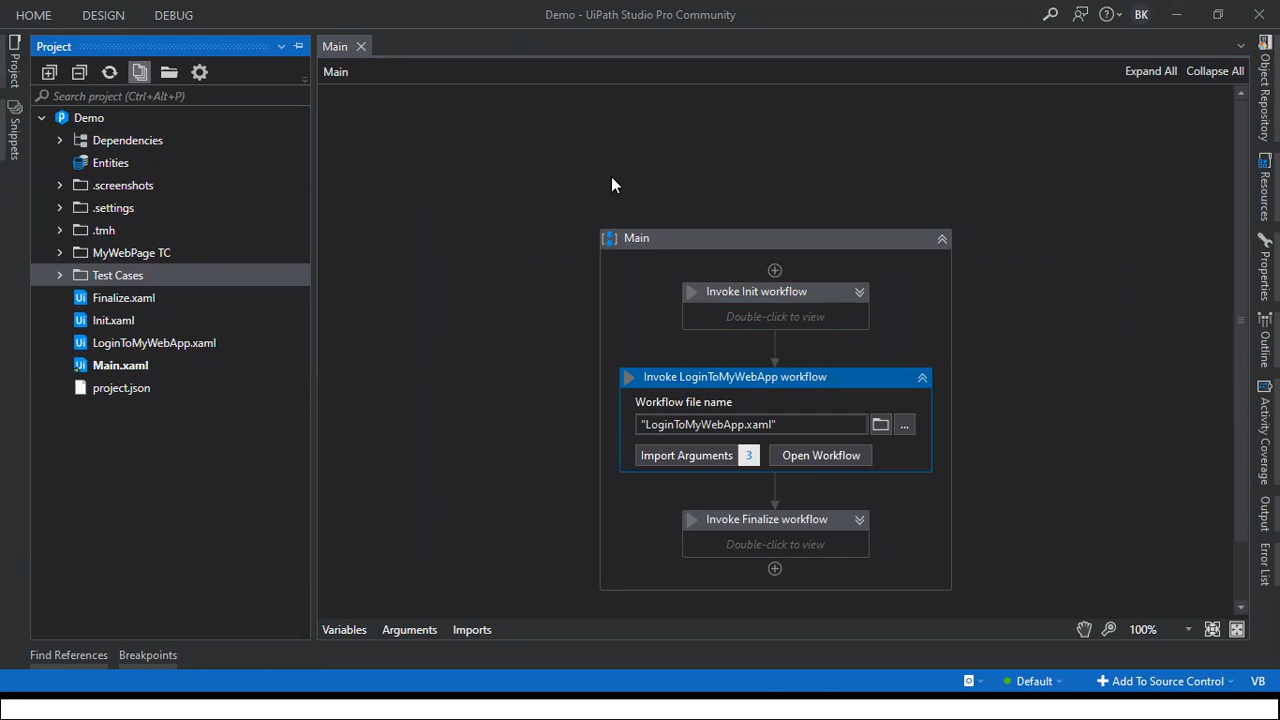 HOME DESIGN DEBUG
Demo - UiPath Studio Pro Community
BK
Project
Main
Project
Snippets
Search project (Ctrl+Alt+P)
Demo
Dependencies
Entities
.screenshots
.settings
.tmh
MyWebPage TC
Test Cases
Finalize.xaml
Init.xaml
LoginToMyWebApp.xaml
Main.xaml
project.json
Main
Expand All Collapse All
Main
Invoke Init workflow
Double-click to view
Invoke LoginToMyWebApp workflow
Workflow file name
"LoginToMyWebApp.xaml"
...
Import Arguments 3
Open Workflow
Invoke Finalize workflow
Double-click to view
Variables Arguments Imports
100%
Object Repository
Resources
Properties
Outline
Activity Coverage
Output
Error List
Find References Breakpoints
Default
Add To Source Control
VB